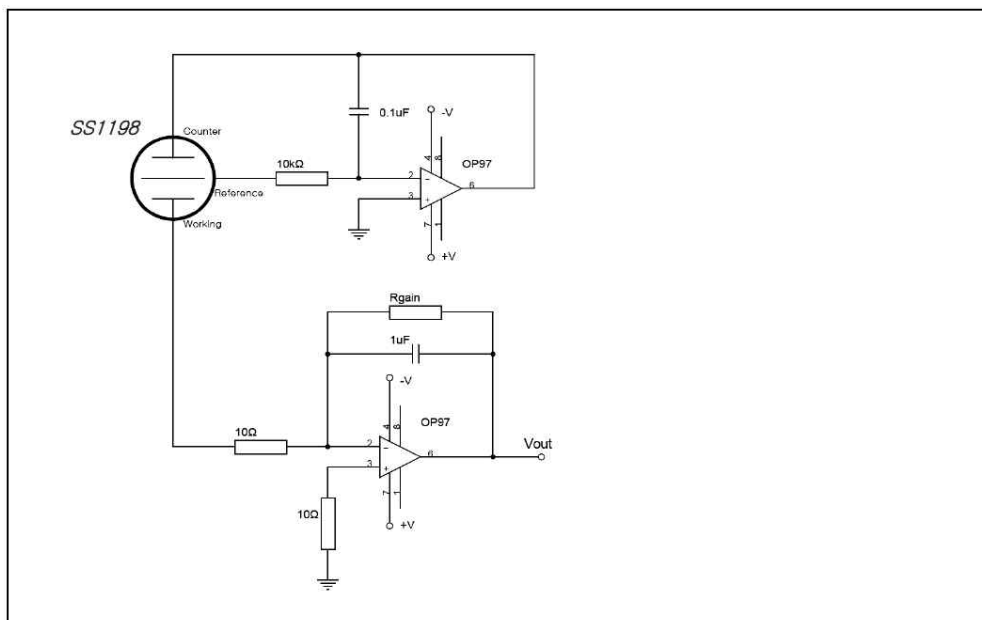 0.1uF
-V
SS1198
Counter
4
8
OP97
10kΩ
2
-
6
Reference
3
+
Working
7
1
+V
Rgain
1uF
-V
4
8
OP97
10Ω
2
-
6
Vout
3
+
10Ω
7
1
+V